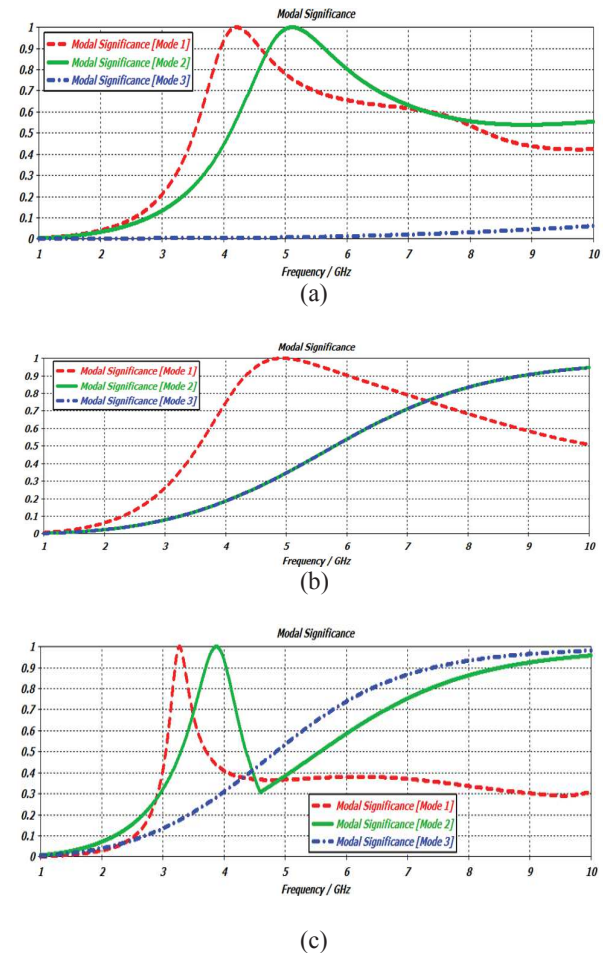 Modal Significance
1
0.9
0.8
0.7
0.6
0.5
0.4
0.3
0.2
0.1
0
Modal Significance [Mode 1]
Modal Significance [Mode 2]
Modal Significance [Mode 3]
1 2 3 4 5 6 7 8 9 10
Frequency / GHz
(a)
Modal Significance
1
0.9
0.8
0.7
0.6
0.5
0.4
0.3
0.2
0.1
0
Modal Significance [Mode 1]
Modal Significance [Mode 2]
Modal Significance [Mode 3]
1 2 3 4 5 6 7 8 9 10
Frequency / GHz
(b)
Modal Significance
1
0.9
0.8
0.7
0.6
0.5
0.4
0.3
0.2
0.1
0
Modal Significance [Mode 1]
Modal Significance [Mode 2]
Modal Significance [Mode 3]
1 2 3 4 5 6 7 8 9 10
Frequency / GHz
(c)